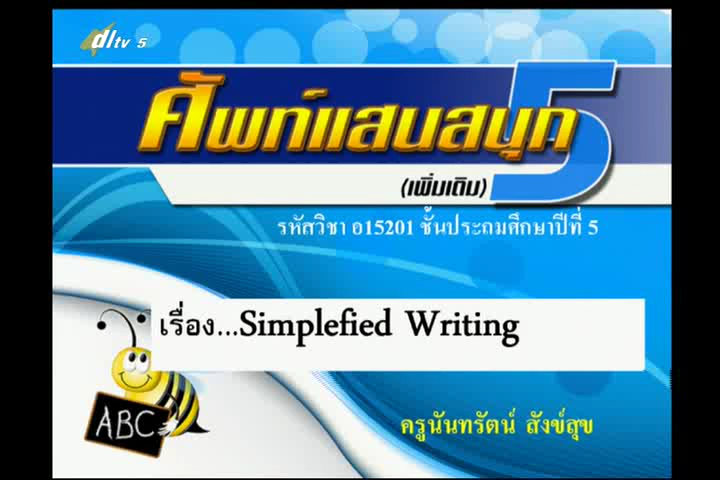 dltv 5
ศัพท์แสนสนุก 5
(เพิ่มเติม)
รหัสวิชา อ15201 ชั้นประถมศึกษาปีที่ 5
เรื่อง...Simplefied Writing
ABC
ครูนันทรัตน์ สังข์สุข